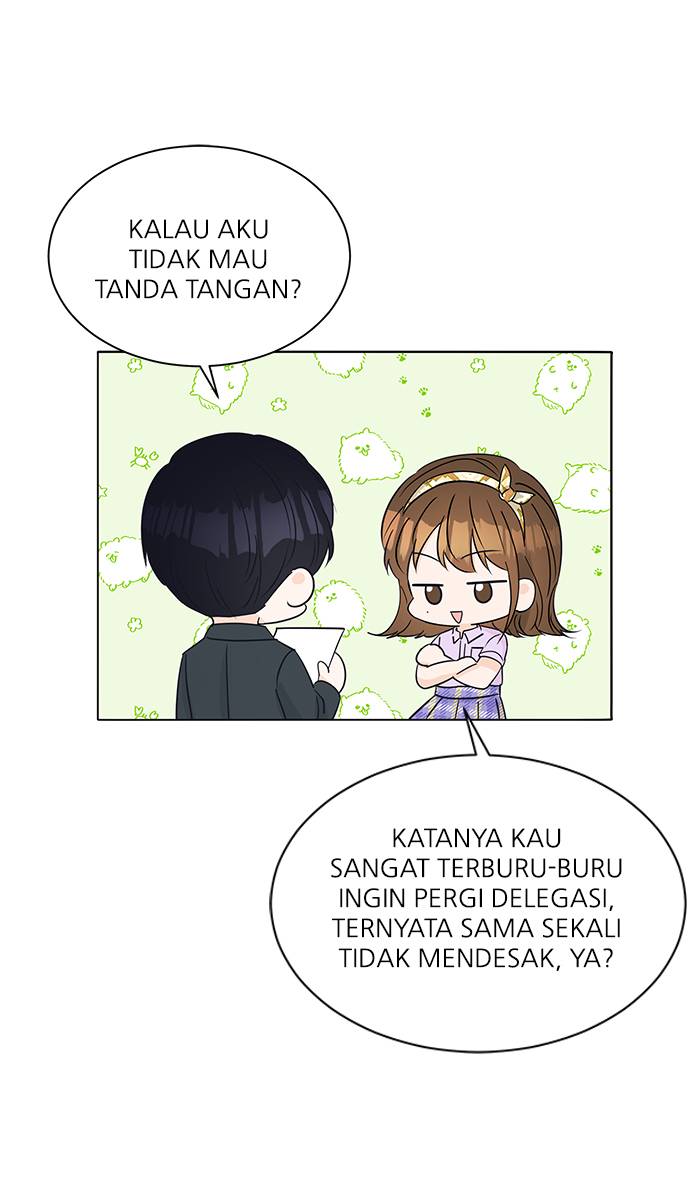 KALAU AKU
TIDAK MAU
TANDA TANGAN?
KATANYA KAU
SANGAT TERBURU-BURU
INGIN PERGI DELEGASI,
TERNYATA SAMA SEKALI
TIDAK MENDESAK, YA?